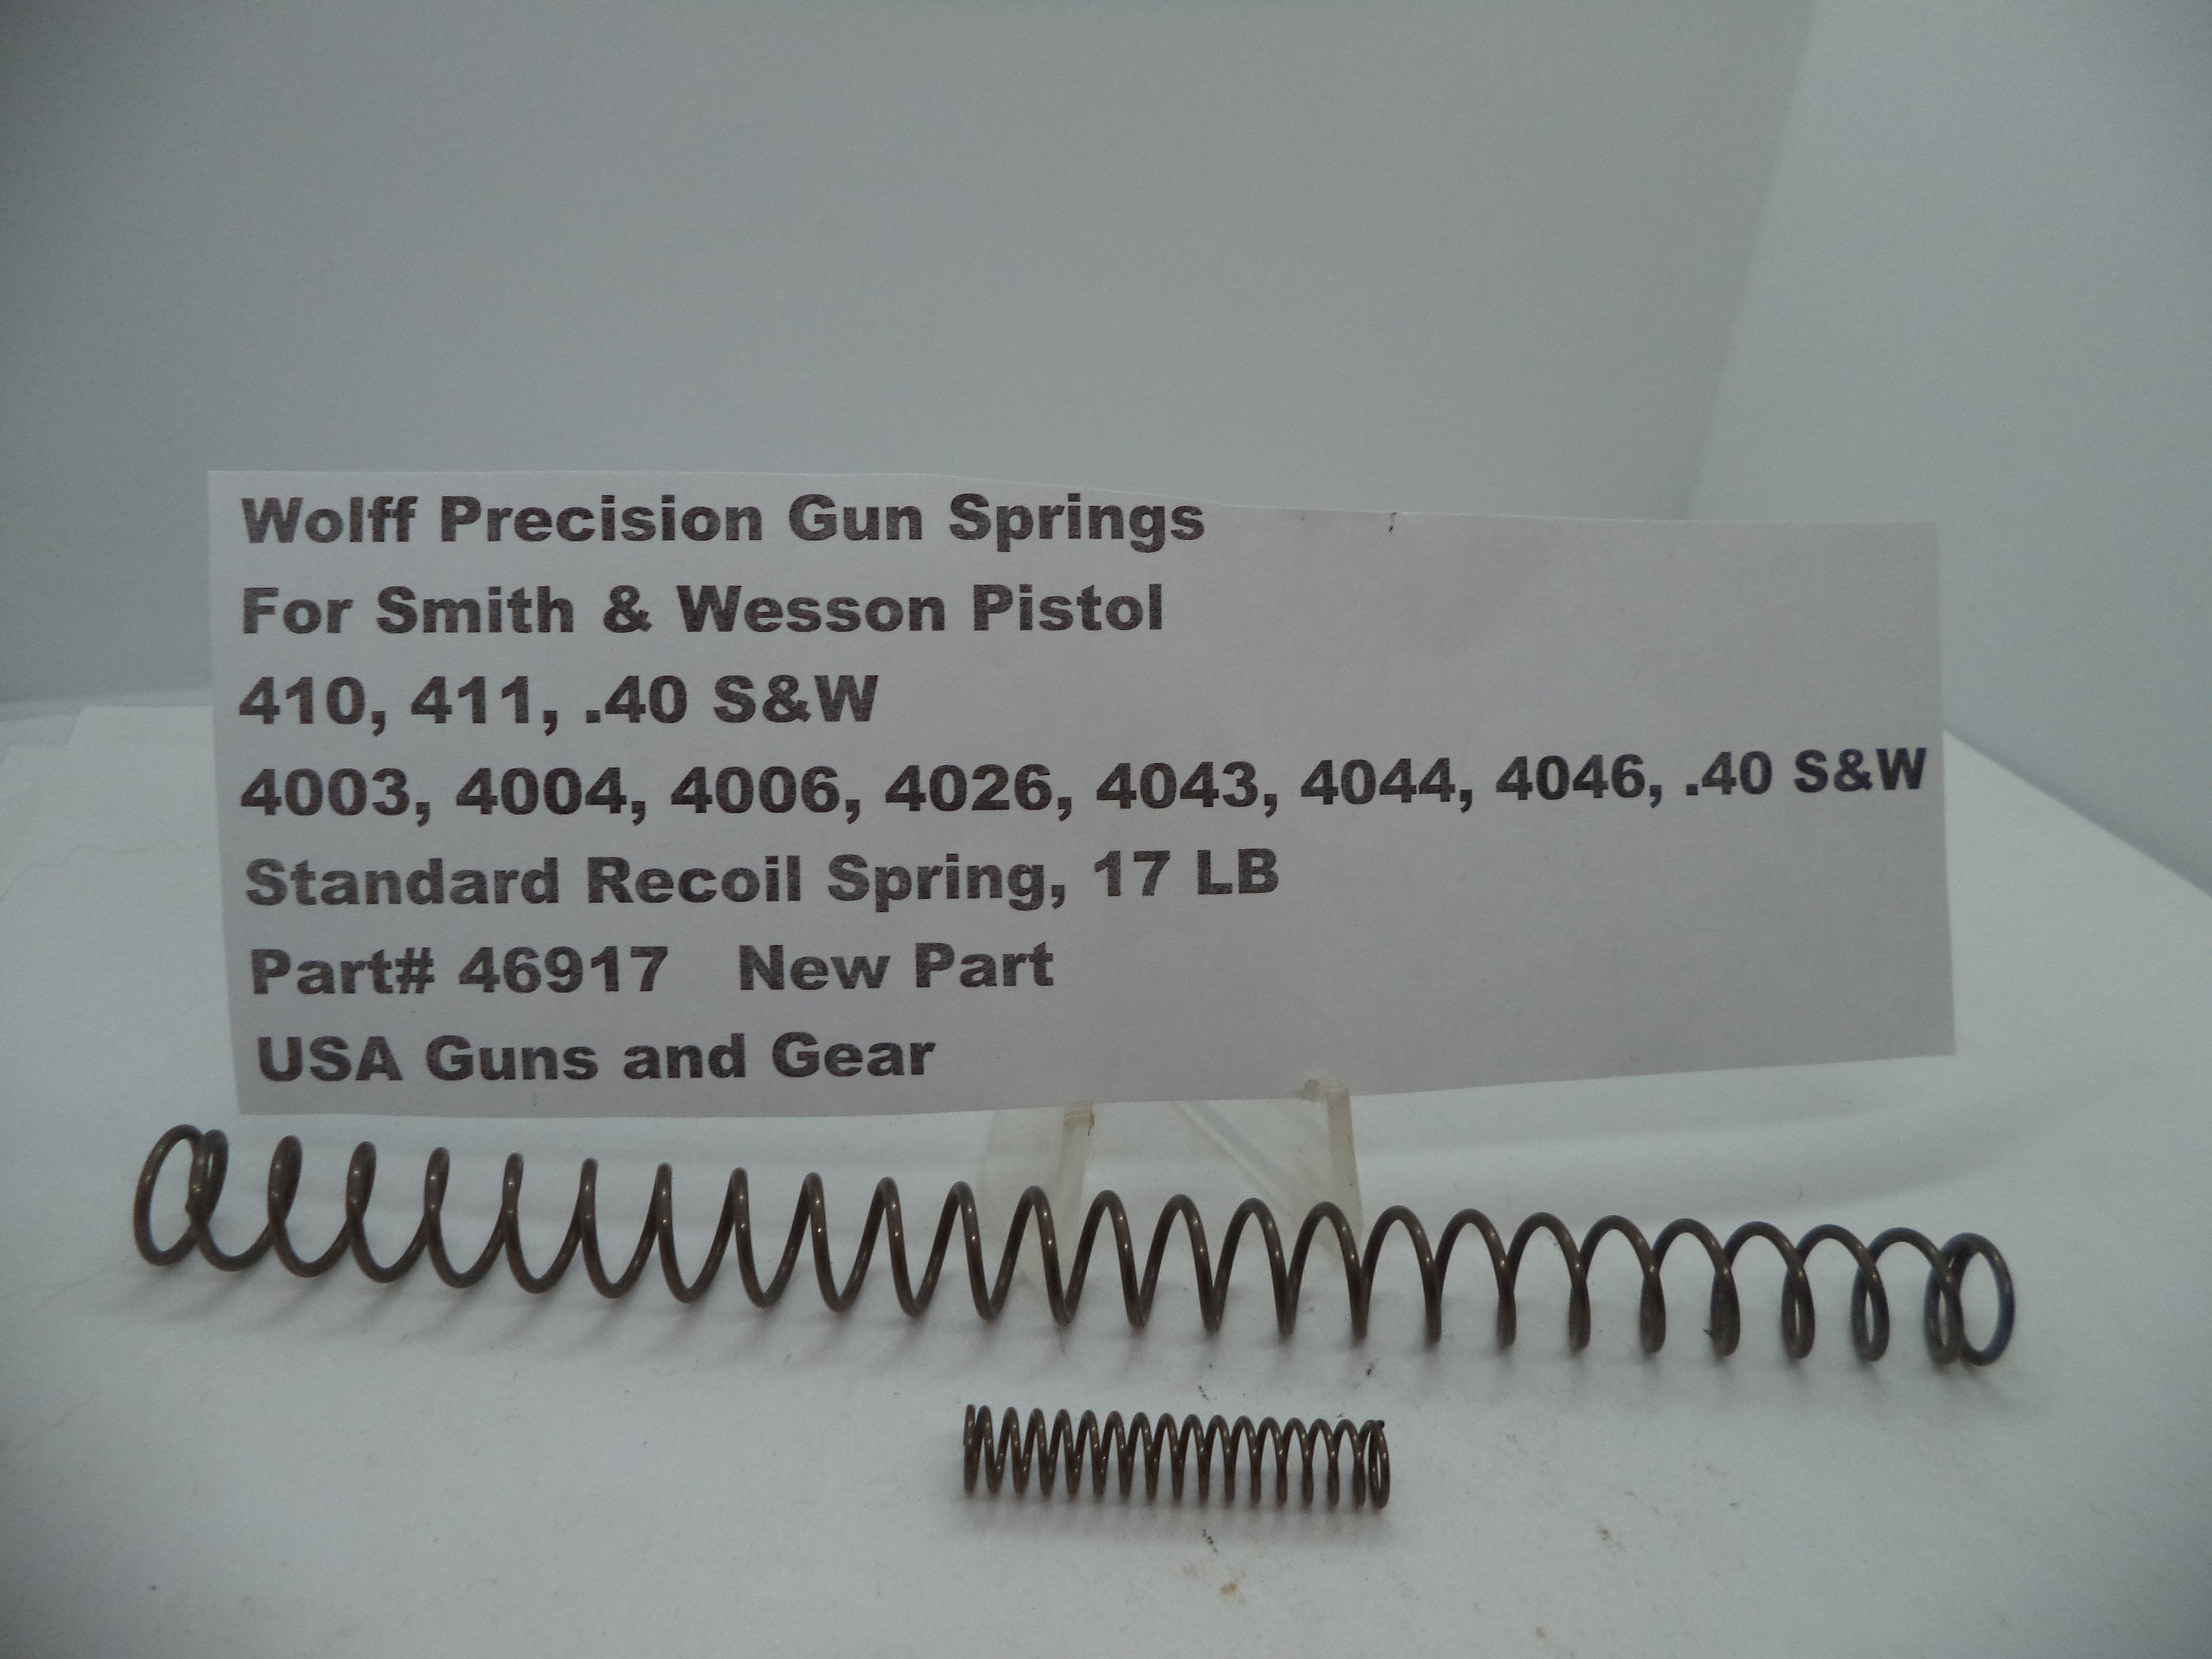 Wolff Precision Gun Springs
For Smith & Wesson Pistol
410, 411, .40 S&W
4003, 4004, 4006, 4026, 4043, 4044, 4046, .40 S&W
Standard Recoil Spring, 17 LB
Part# 46917 New Part
USA Guns and Gear